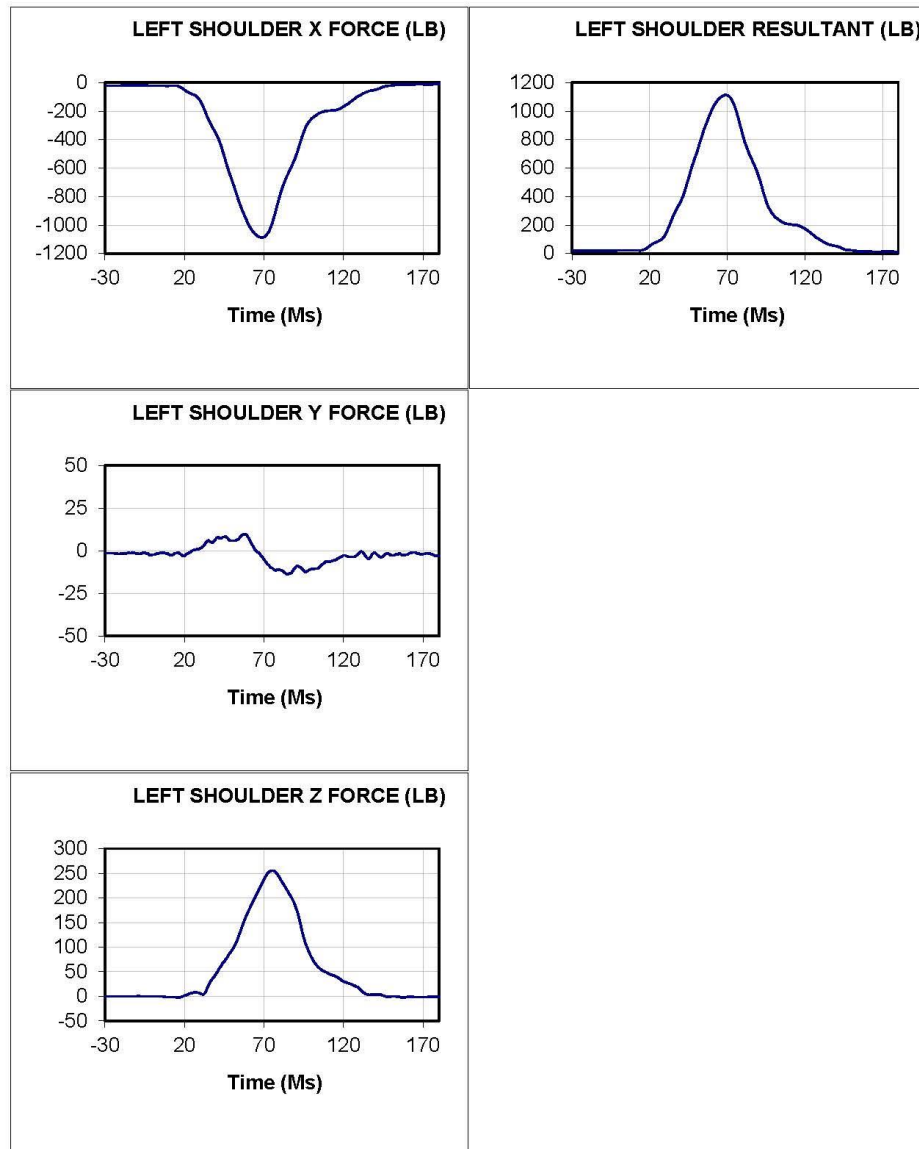 LEFT SHOULDER X FORCE (LB)
0
-200
-400
-600
-800
-1000
-1200
-30 20 70 120 170
Time (Ms)
LEFT SHOULDER RESULTANT (LB)
1200
1000
800
600
400
200
0
-30 20 70 120 170
Time (Ms)
LEFT SHOULDER Y FORCE (LB)
50
25
0
-25
-50
-30 20 70 120 170
Time (Ms)
LEFT SHOULDER Z FORCE (LB)
300
250
200
150
100
50
0
-50
-30 20 70 120 170
Time (Ms)